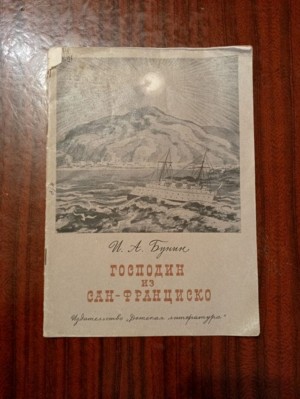 И. А. Бунин
ГОСПОДИН
ИЗ
САН-ФРАНЦИСКО
Издательство „Детская литература“